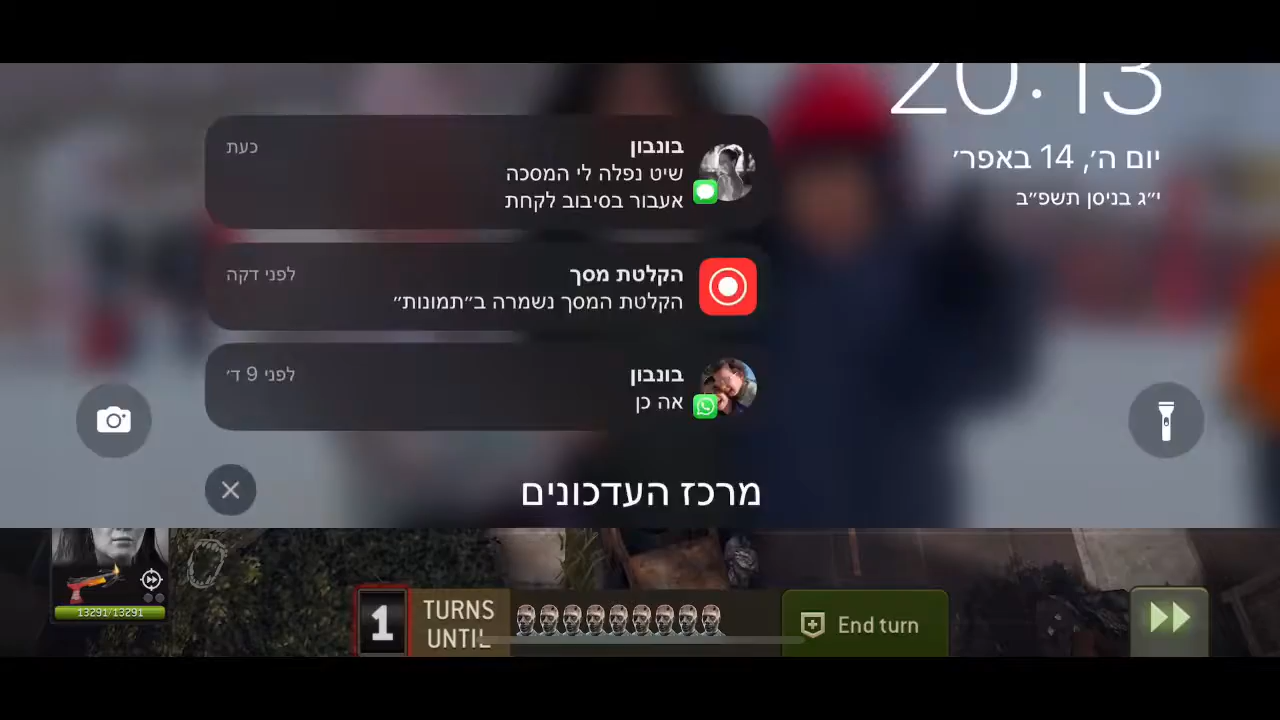 20:13
יום ה׳, 14 באפר׳
י״ג בניסן תשפ״ב
בונבון
כעת
שיט נפלה לי המסכה
אעבור בסיבוב לקחת
הקלטת מסך
לפני דקה
הקלטת המסך נשמרה ב״תמונות״
בונבון
לפני 9 ד׳
אה כן
מרכז העדכונים
13291/13291
1
TURNS
UNTIL
End turn